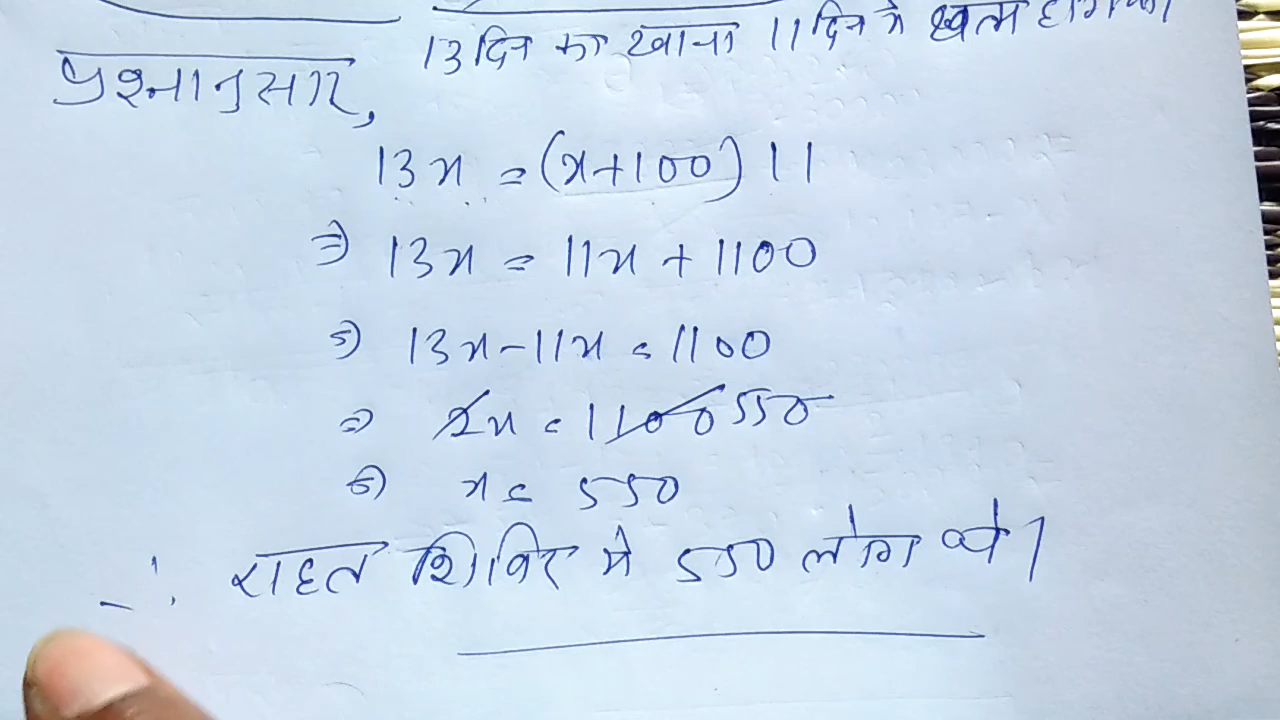 13 दिन का खाना 11 दिन मे खत्म
प्रश्नानुसार,
13x = (x+100) 11
⇒ 13x = 11x + 1100
⇒ 13x - 11x = 1100
⇒ 2x = 1100 550
⇒ x = 550
∴ राहत शिविर मे 550 लोग थे।